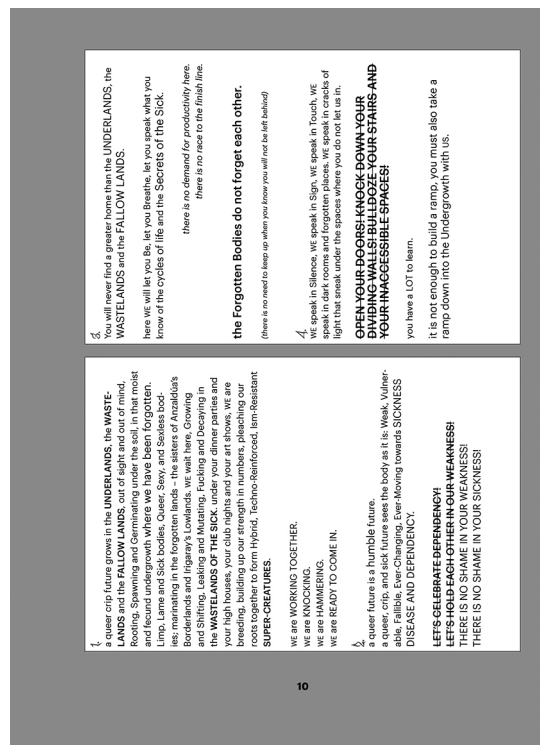 1.
a queer crip future grows in the UNDERLANDS, the WASTE-
LANDS and the FALLOW LANDS, out of sight and out of mind,
Rooting, Spawning and Germinating under the soil, in that moist
and fecund undergrowth where we have been forgotten.
Limp, Lame and Sick bodies, Queer, Sexy, and Sexless bod-
ies; marinating in the forgotten lands – the sisters of Anzaldúa's
Borderlands and Irigaray's Lowlands. WE wait here, Growing
and Shifting, Leaking and Mutating, Fucking and Decaying in
the WASTELANDS OF THE SICK. under your dinner parties and
your high houses, your club nights and your art shows, WE are
breeding, building up our strength in numbers, pleaching our
roots together to form Hybrid, Techno-Reinforced, Ism-Resistant
SUPER-CREATURES.
WE are WORKING TOGETHER.
WE are KNOCKING.
WE are HAMMERING.
WE are READY TO COME IN.
2.
a queer future is a humble future.
a queer, crip, and sick future sees the body as it is: Weak, Vulner-
able, Fallible, Ever-Changing, Ever-Moving towards SICKNESS
DISEASE AND DEPENDENCY.
LET'S CELEBRATE DEPENDENCY!
LET'S HOLD EACH OTHER IN OUR WEAKNESS!
THERE IS NO SHAME IN YOUR WEAKNESS!
THERE IS NO SHAME IN YOUR SICKNESS!
3.
You will never find a greater home than the UNDERLANDS, the
WASTELANDS and the FALLOW LANDS.
here WE will let you Be, let you Breathe, let you speak what you
know of the cycles of life and the Secrets of the Sick.
there is no demand for productivity here.
there is no race to the finish line.
the Forgotten Bodies do not forget each other.
(there is no need to keep up when you know you will not be left behind)
4.
WE speak in Silence, WE speak in Sign, WE speak in Touch, WE
speak in dark rooms and forgotten places. WE speak in cracks of
light that sneak under the spaces where you do not let us in.
OPEN YOUR DOORS! KNOCK DOWN YOUR
DIVIDING WALLS! BULLDOZE YOUR STAIRS AND
YOUR INACCESSIBLE SPACES!
you have a LOT to learn.
it is not enough to build a ramp, you must also take a
ramp down into the Undergrowth with us.
10